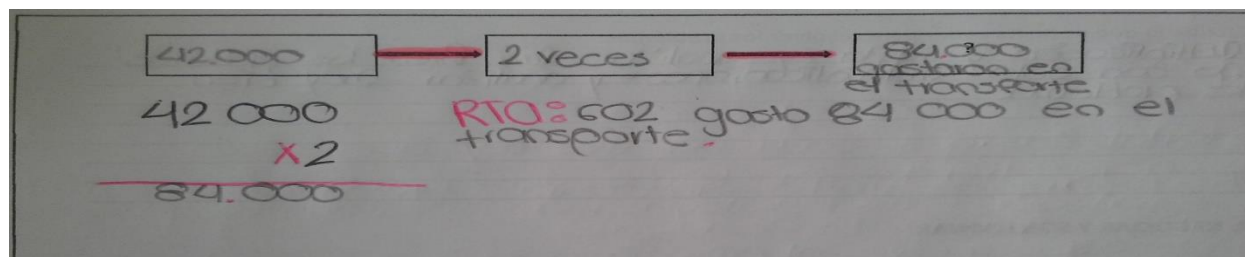 42.000 2 veces 84.000
gastaron en
el transporte
42 000 RTO: 602 gasto 84 000 en el
x2 transporte.
84.000